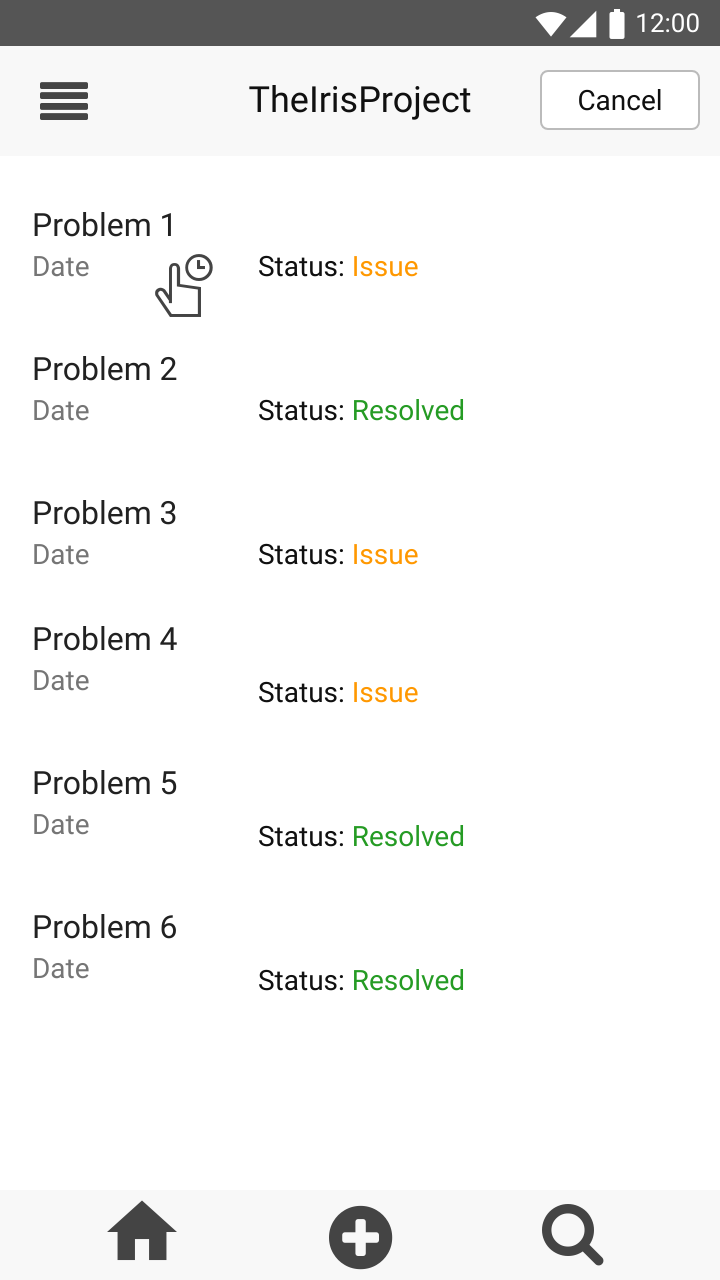 12:00
TheIrisProject
Cancel
Problem 1
Date
Status: Issue
Problem 2
Date
Status: Resolved
Problem 3
Date
Status: Issue
Problem 4
Date
Status: Issue
Problem 5
Date
Status: Resolved
Problem 6
Date
Status: Resolved